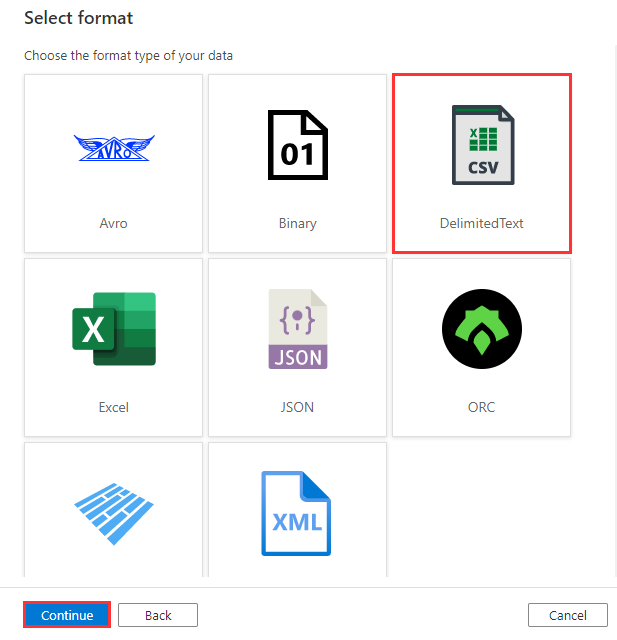 Select format
Choose the format type of your data
AVRO
01
X
CSV
Avro
Binary
DelimitedText
X
{:}
JSON
Excel
JSON
ORC
XML
Continue
Back
Cancel